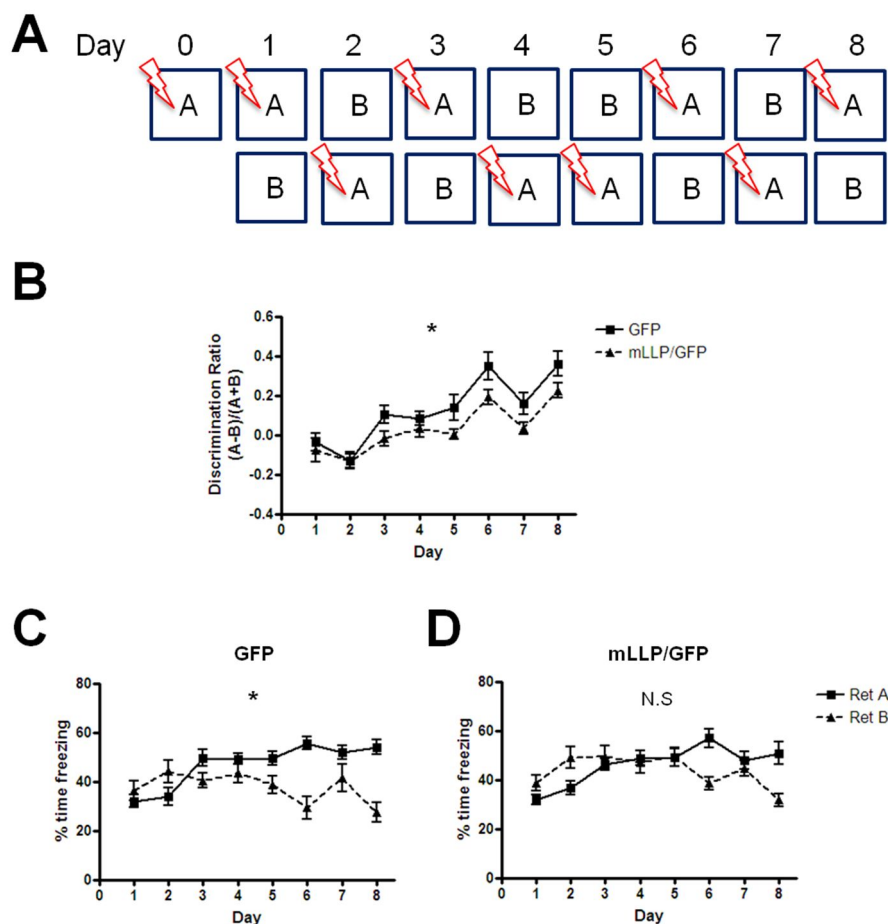 A Day 0 1 2 3 4 5 6 7 8
A A B A B B A B A
B A B A A B A B
B
Discrimination Ratio
(A-B)/(A+B)
0.6
0.4
0.2
0.0
-0.2
-0.4
*
GFP
mLLP/GFP
0 1 2 3 4 5 6 7 8
Day
C
GFP
% time freezing
80
60
40
20
0
*
0 1 2 3 4 5 6 7 8
Day
D
mLLP/GFP
% time freezing
80
60
40
20
0
N.S
Ret A
Ret B
0 1 2 3 4 5 6 7 8
Day